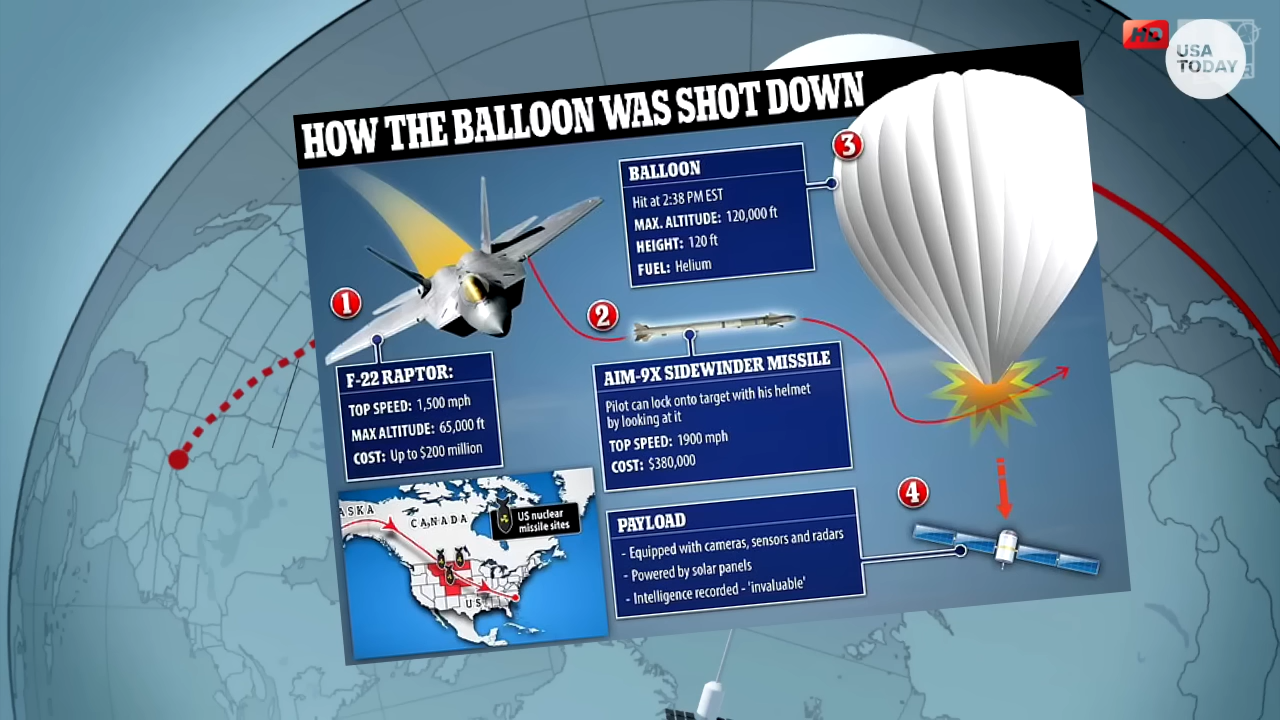 HD
USA
TODAY
HOW THE BALLOON WAS SHOT DOWN
3
BALLOON
Hit at 2:38 PM EST
MAX. ALTITUDE: 120,000 ft
HEIGHT: 120 ft
FUEL: Helium
1
2
F-22 RAPTOR:
TOP SPEED: 1,500 mph
MAX ALTITUDE: 65,000 ft
COST: Up to $200 million
AIM-9X SIDEWINDER MISSILE
Pilot can lock onto target with his helmet
by looking at it
TOP SPEED: 1900 mph
COST: $380,000
4
ASKA
CANADA
US nuclear
missile sites
US
PAYLOAD
- Equipped with cameras, sensors and radars
- Powered by solar panels
- Intelligence recorded - 'invaluable'